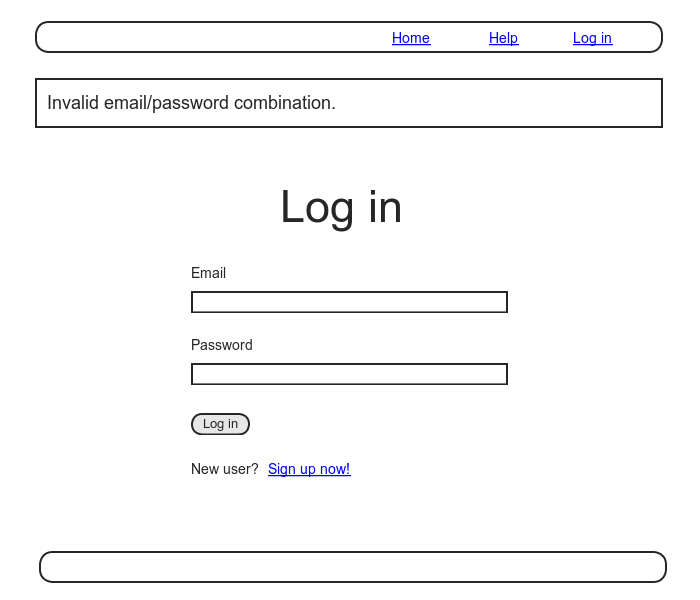 Home Help Log in
Invalid email/password combination.
Log in
Email
Password
Log in
New user? Sign up now!